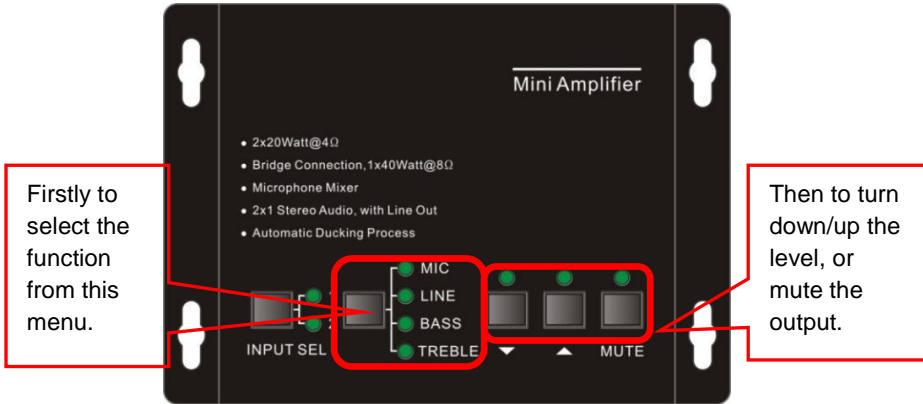 Mini Amplifier
• 2x20Watt@4Ω
• Bridge Connection,1x40Watt@8Ω
• Microphone Mixer
• 2x1 Stereo Audio, with Line Out
• Automatic Ducking Process
Firstly to
select the
function
from this
menu.
Then to turn
down/up the
level, or
mute the
output.
MIC
LINE
BASS
TREBLE
INPUT SEL
MUTE